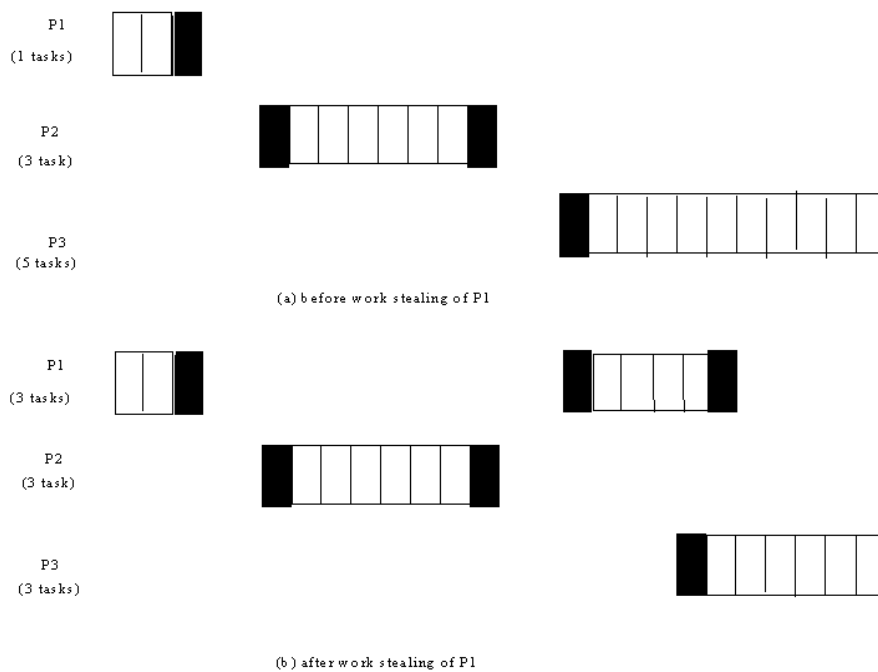 P1
(1 tasks)
P2
(3 task)
P3
(5 tasks)
(a) before work stealing of P1
P1
(3 tasks)
P2
(3 task)
P3
(3 tasks)
(b) after work stealing of P1